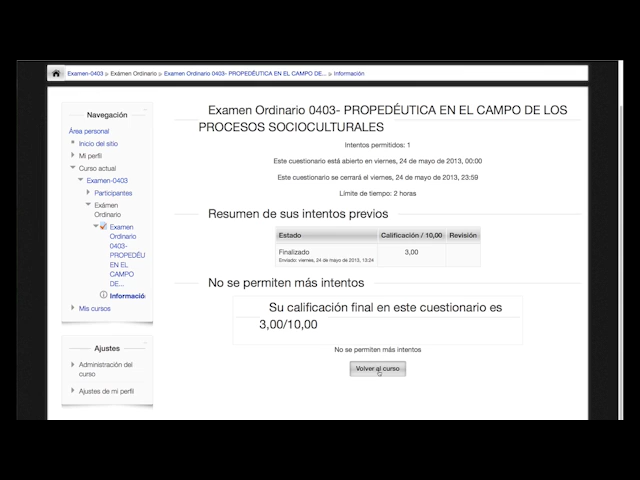 Examen-0403 ▶ Exámen Ordinario ▶ Examen Ordinario 0403- PROPEDÉUTICA EN EL CAMPO DE... ▶ Información
Navegación
Área personal
Inicio del sitio
Mi perfil
Curso actual
Examen-0403
Participantes
Exámen
Ordinario
Examen
Ordinario
0403-
PROPEDÉU
EN EL
CAMPO
DE...
Informació
Mis cursos
Ajustes
Administración del
curso
Ajustes de mi perfil
Examen Ordinario 0403- PROPEDÉUTICA EN EL CAMPO DE LOS
PROCESOS SOCIOCULTURALES
Intentos permitidos: 1
Este cuestionario está abierto en viernes, 24 de mayo de 2013, 00:00
Este cuestionario se cerrará el viernes, 24 de mayo de 2013, 23:59
Límite de tiempo: 2 horas
Resumen de sus intentos previos
Estado Calificación / 10,00 Revisión
Finalizado 3,00
Enviado: viernes, 24 de mayo de 2013, 13:24
No se permiten más intentos
Su calificación final en este cuestionario es
3,00/10,00
No se permiten más intentos
Volver al curso